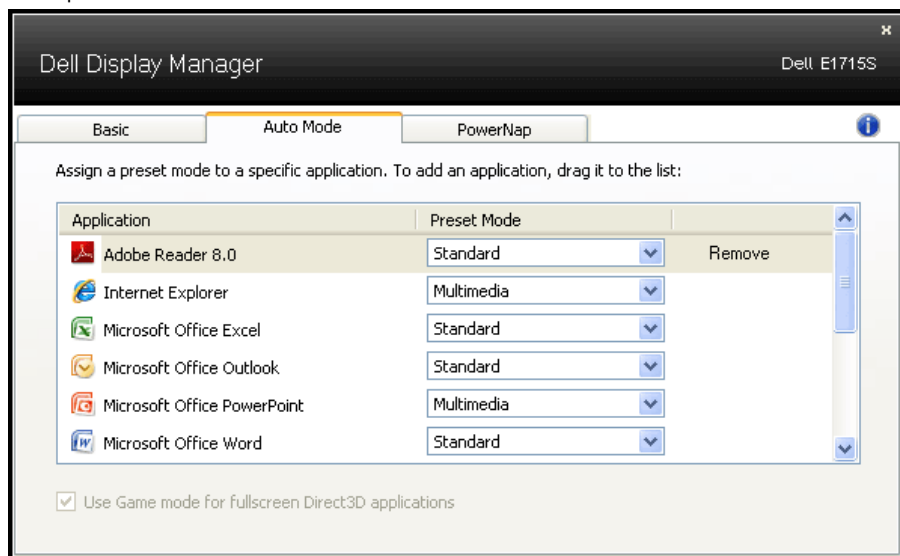 Dell Display Manager
Dell E1715S
Basic
Auto Mode
PowerNap
Assign a preset mode to a specific application. To add an application, drag it to the list:
Application Preset Mode
Adobe Reader 8.0 Standard Remove
Internet Explorer Multimedia
Microsoft Office Excel Standard
Microsoft Office Outlook Standard
Microsoft Office PowerPoint Multimedia
Microsoft Office Word Standard
Use Game mode for fullscreen Direct3D applications